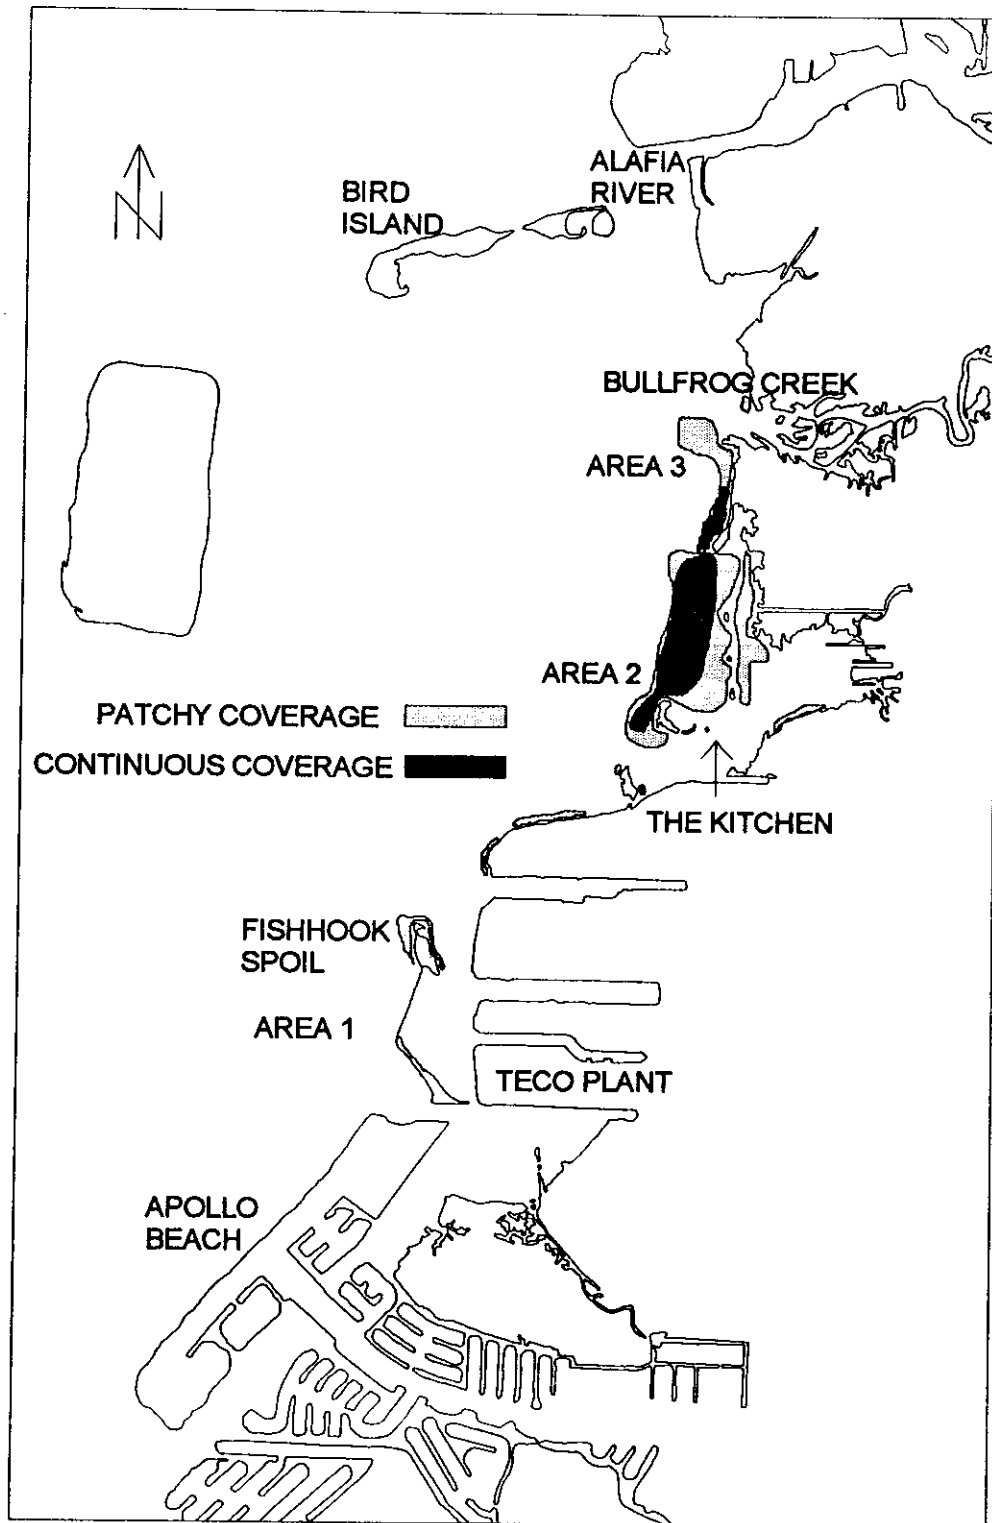 ALAFIA
RIVER
BIRD
ISLAND
N
BULLFROG CREEK
AREA 3
AREA 2
PATCHY COVERAGE
CONTINUOUS COVERAGE
THE KITCHEN
FISHHOOK
SPOIL
AREA 1
TECO PLANT
APOLLO
BEACH